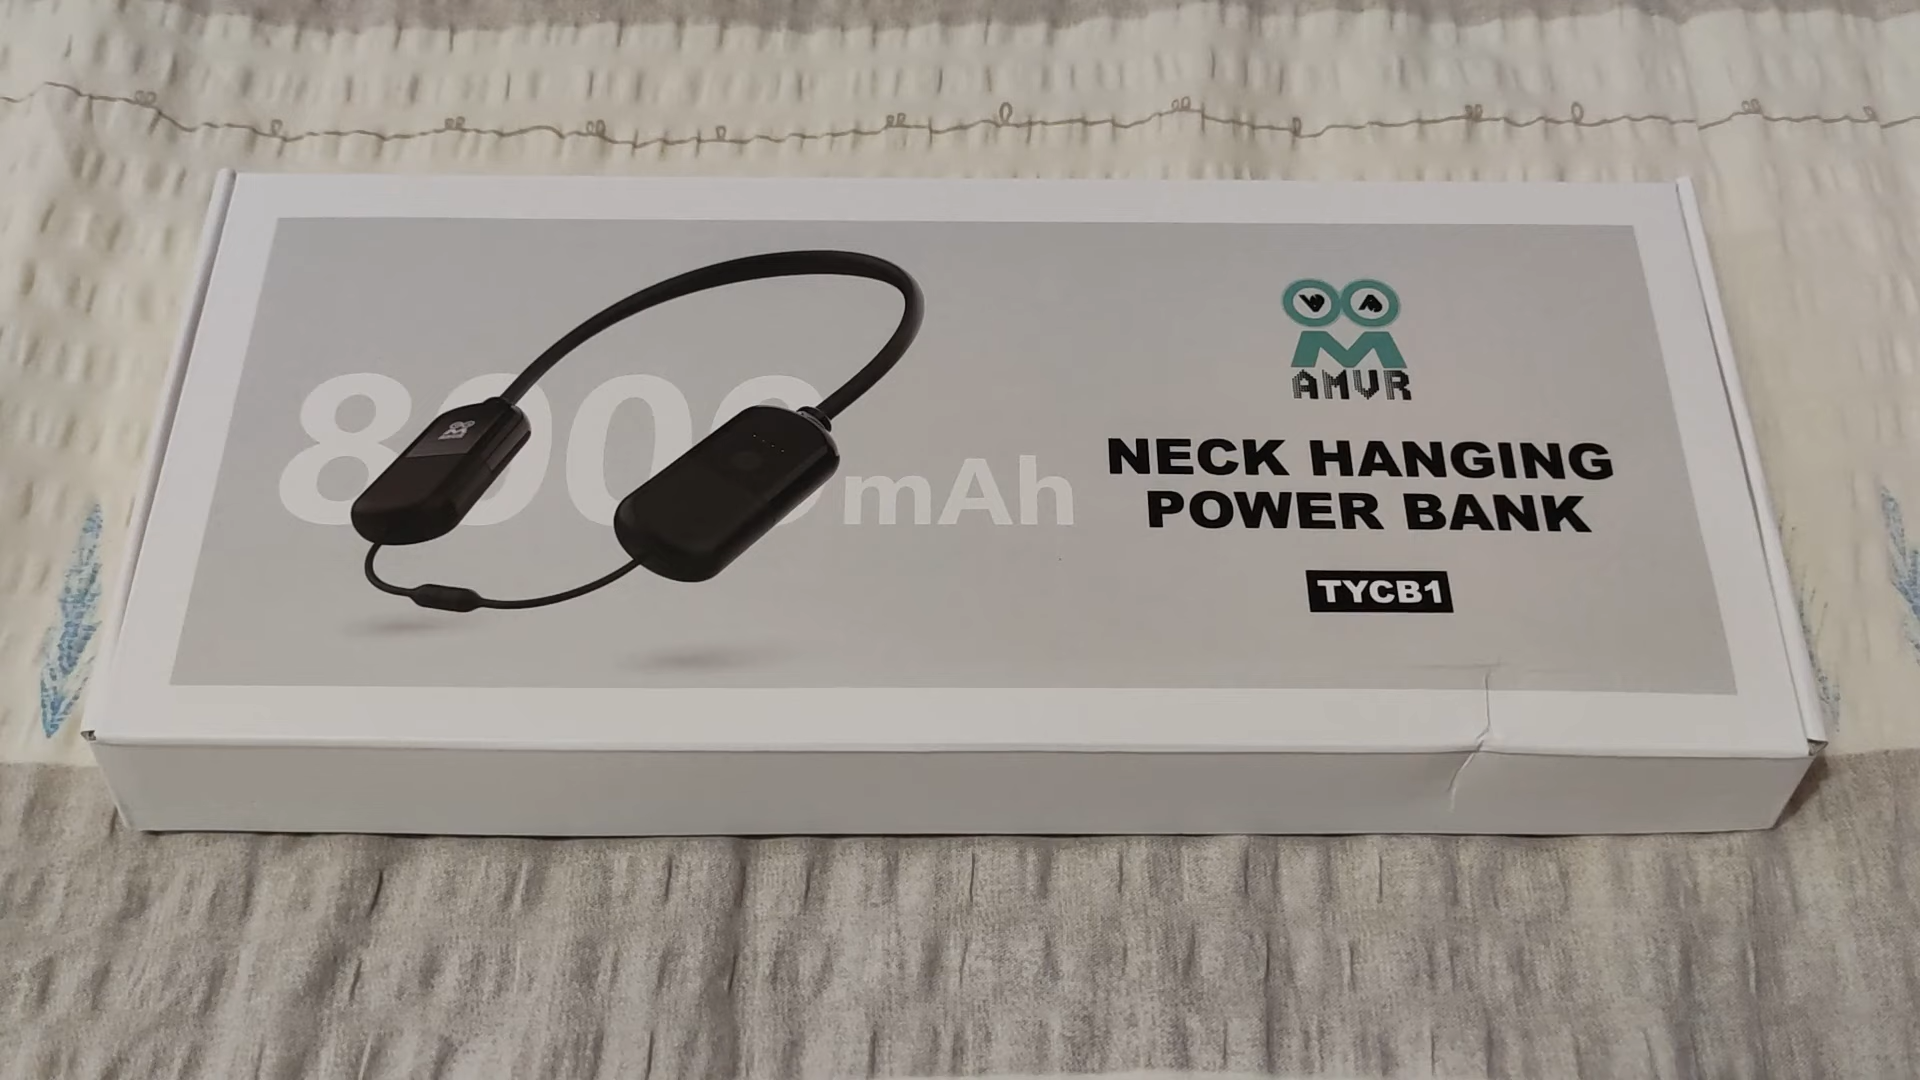 8000mAh
AMVR
NECK HANGING
POWER BANK
TYCB1